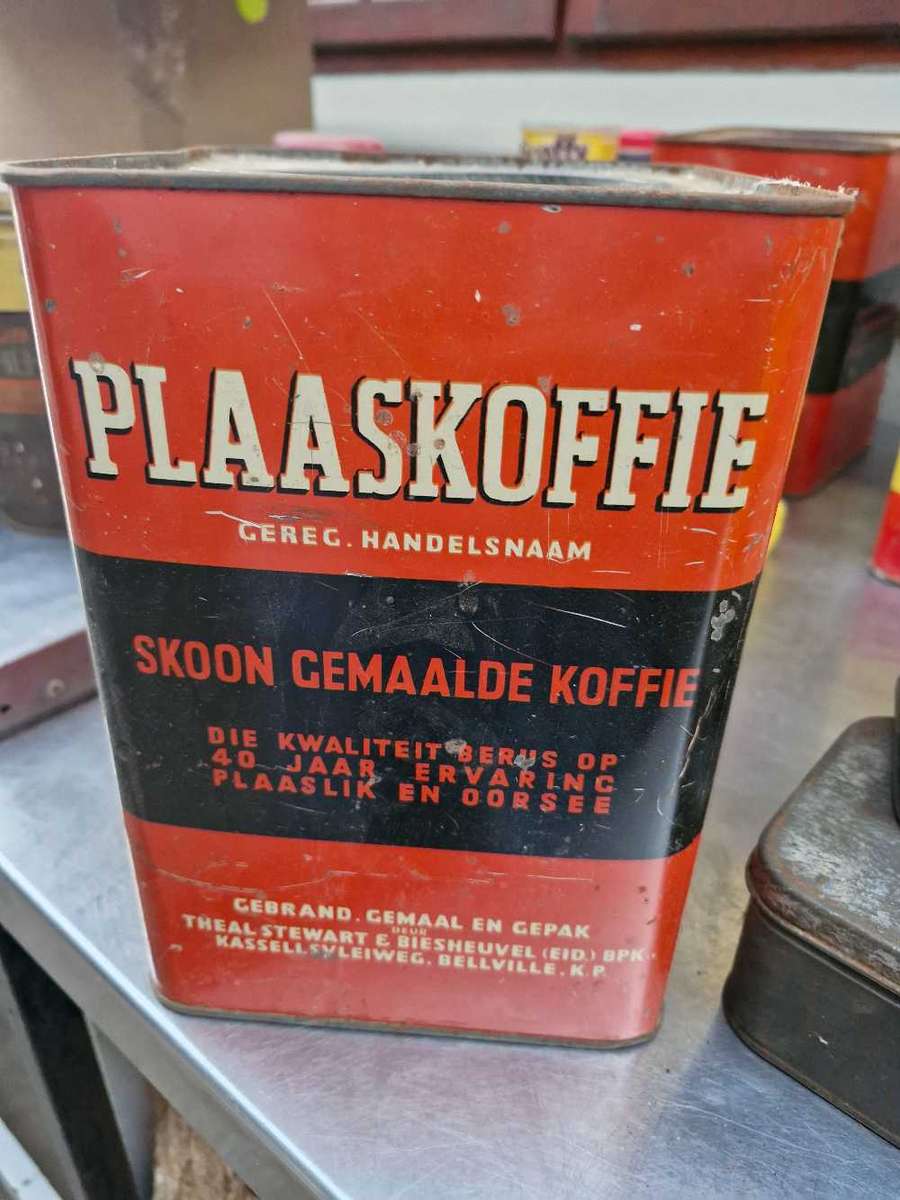 PLAASKOFFIE
GEREG. HANDELSNAAM
SKOON GEMAALDE KOFFIE
DIE KWALITEIT BERUS OP
40 JAAR ERVARING
PLAASLIK EN OORSEE
GEBRAND, GEMAAL EN GEPAK
DEUR
THEAL STEWART & BIESHEUVEL (EID.) BPK.
KASSELLSVLEIWEG. BELLVILLE. K.P.